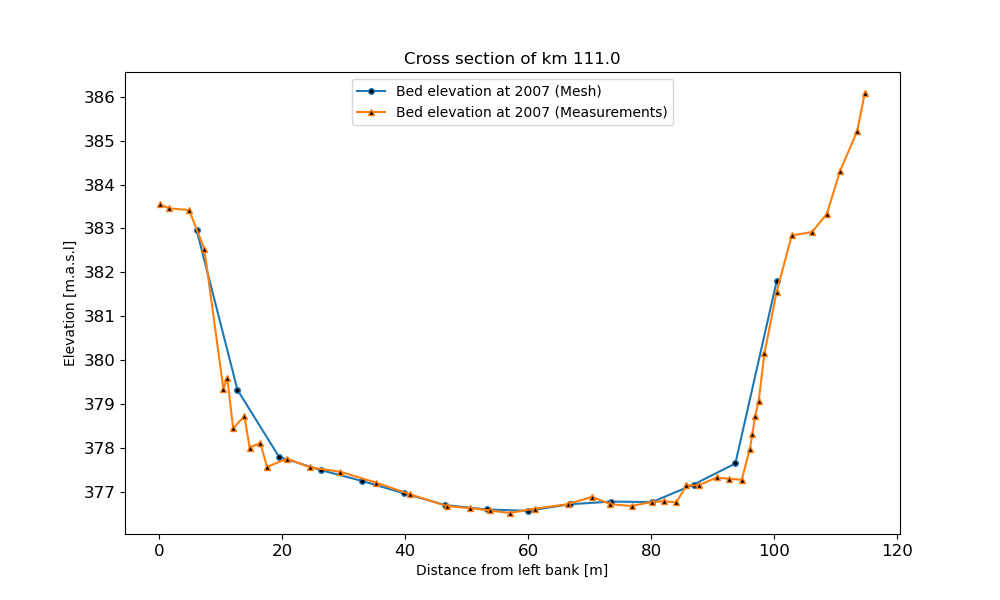 Cross section of km 111.0
Bed elevation at 2007 (Mesh)
Bed elevation at 2007 (Measurements)
386
385
384
383
382
381
380
379
378
377
Elevation [m.a.s.l]
0 20 40 60 80 100 120
Distance from left bank [m]